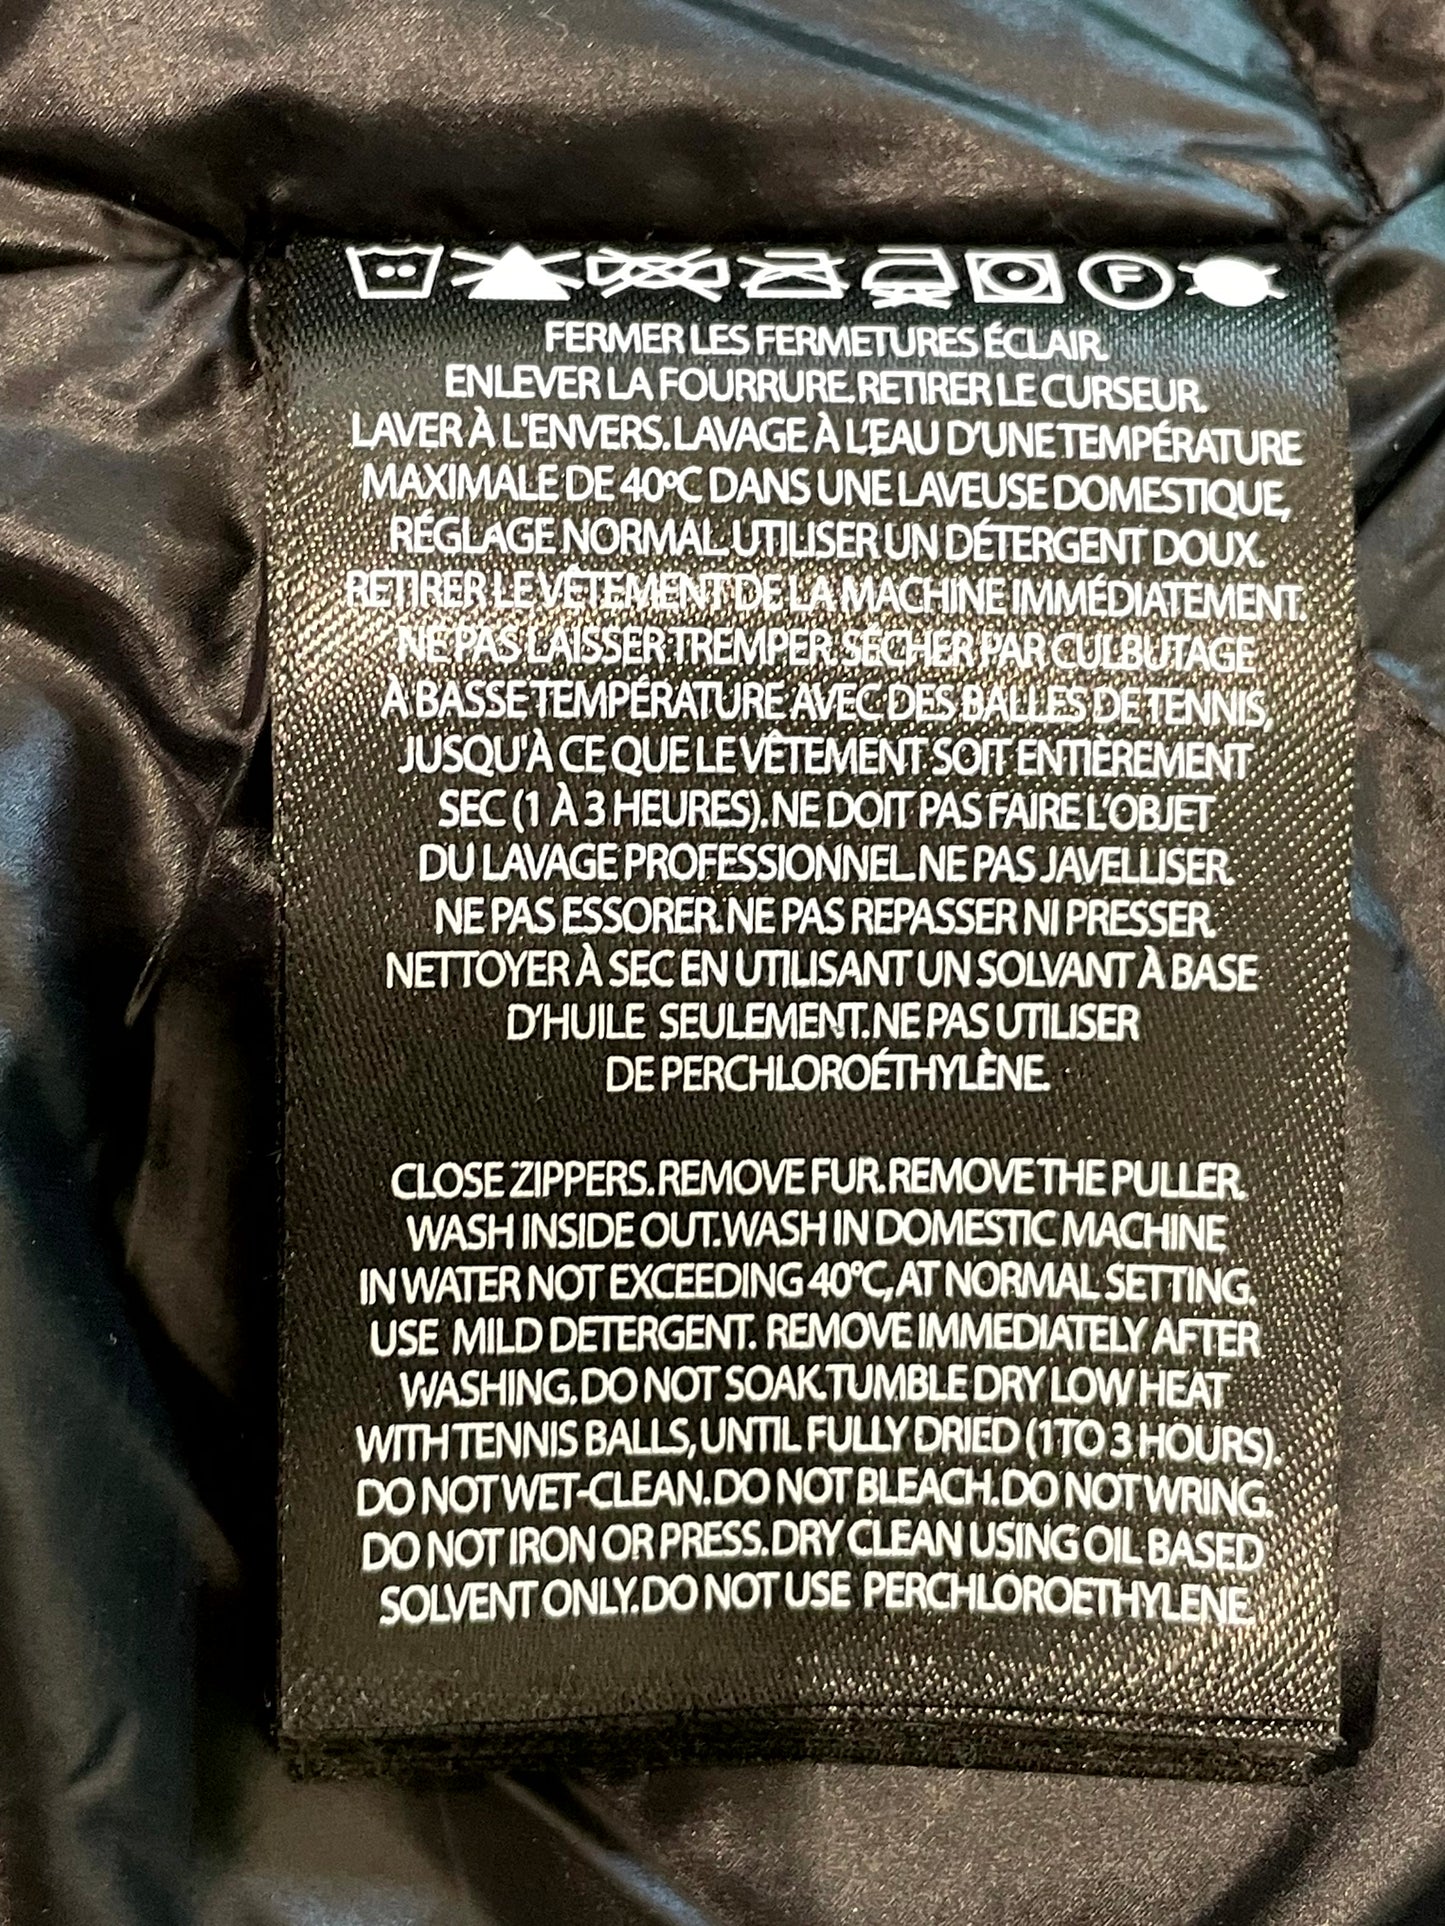 F
FERMER LES FERMETURES ÉCLAIR.
ENLEVER LA FOURRURE. RETIRER LE CURSEUR.
LAVER À L'ENVERS. LAVAGE À L'EAU D'UNE TEMPÉRATURE
MAXIMALE DE 40ºC DANS UNE LAVEUSE DOMESTIQUE,
RÉGLAGE NORMAL. UTILISER UN DÉTERGENT DOUX.
RETIRER LE VÊTEMENT DE LA MACHINE IMMÉDIATEMENT.
NE PAS LAISSER TREMPER. SÉCHER PAR CULBUTAGE
À BASSE TEMPÉRATURE AVEC DES BALLES DE TENNIS,
JUSQU'À CE QUE LE VÊTEMENT SOIT ENTIÈREMENT
SEC (1 À 3 HEURES). NE DOIT PAS FAIRE L'OBJET
DU LAVAGE PROFESSIONNEL. NE PAS JAVELLISER.
NE PAS ESSORER. NE PAS REPASSER NI PRESSER.
NETTOYER À SEC EN UTILISANT UN SOLVANT À BASE
D'HUILE SEULEMENT. NE PAS UTILISER
DE PERCHLOROÉTHYLÈNE.
CLOSE ZIPPERS. REMOVE FUR. REMOVE THE PULLER.
WASH INSIDE OUT. WASH IN DOMESTIC MACHINE
IN WATER NOT EXCEEDING 40ºC, AT NORMAL SETTING.
USE MILD DETERGENT. REMOVE IMMEDIATELY AFTER
WASHING. DO NOT SOAK. TUMBLE DRY LOW HEAT
WITH TENNIS BALLS, UNTIL FULLY DRIED (1 TO 3 HOURS).
DO NOT WET-CLEAN. DO NOT BLEACH. DO NOT WRING.
DO NOT IRON OR PRESS. DRY CLEAN USING OIL BASED
SOLVENT ONLY. DO NOT USE PERCHLOROETHYLENE.